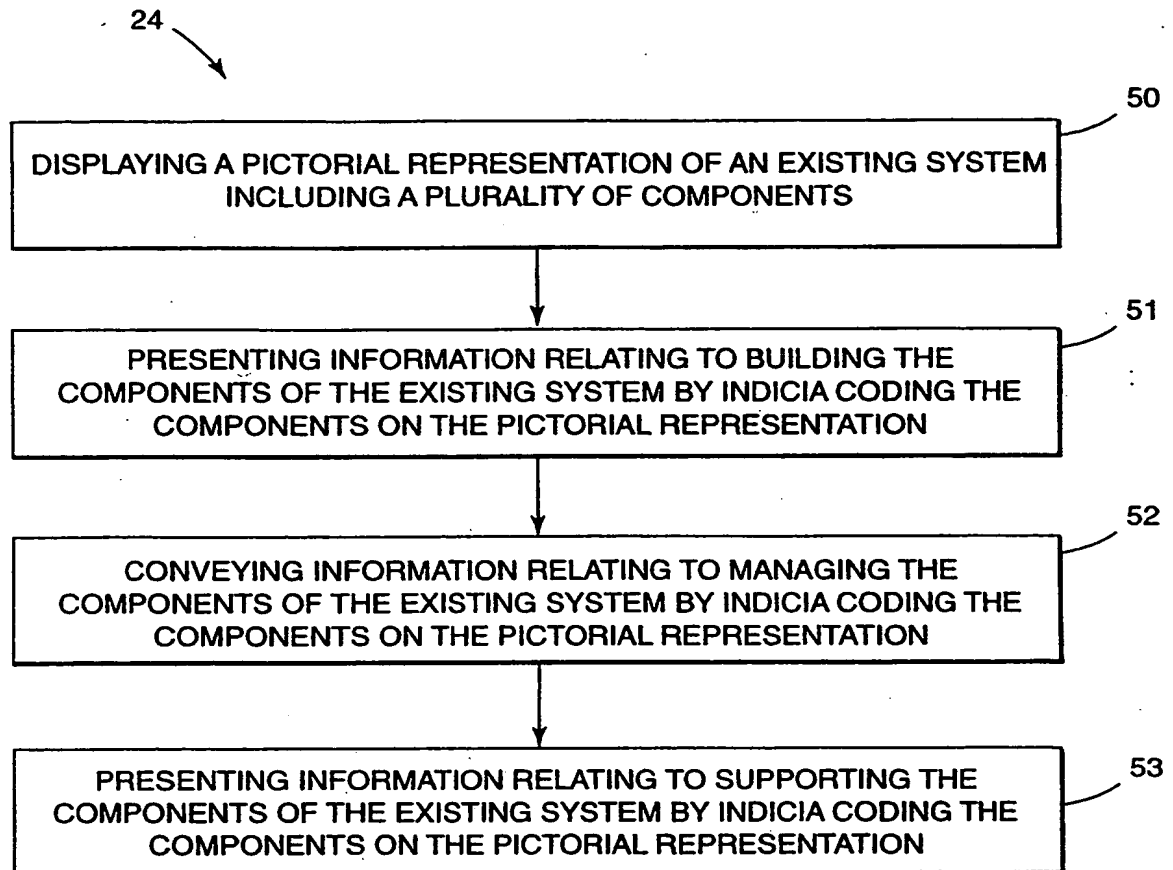 24
50
DISPLAYING A PICTORIAL REPRESENTATION OF AN EXISTING SYSTEM
INCLUDING A PLURALITY OF COMPONENTS
51
PRESENTING INFORMATION RELATING TO BUILDING THE
COMPONENTS OF THE EXISTING SYSTEM BY INDICIA CODING THE
COMPONENTS ON THE PICTORIAL REPRESENTATION
52
CONVEYING INFORMATION RELATING TO MANAGING THE
COMPONENTS OF THE EXISTING SYSTEM BY INDICIA CODING THE
COMPONENTS ON THE PICTORIAL REPRESENTATION
53
PRESENTING INFORMATION RELATING TO SUPPORTING THE
COMPONENTS OF THE EXISTING SYSTEM BY INDICIA CODING THE
COMPONENTS ON THE PICTORIAL REPRESENTATION